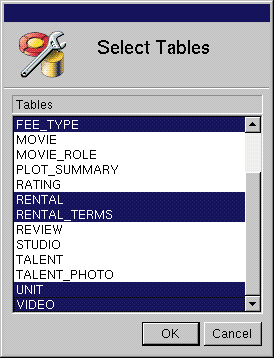 Select Tables
Tables
FEE_TYPE
MOVIE
MOVIE_ROLE
PLOT_SUMMARY
RATING
RENTAL
RENTAL_TERMS
REVIEW
STUDIO
TALENT
TALENT_PHOTO
UNIT
VIDEO
OK
Cancel